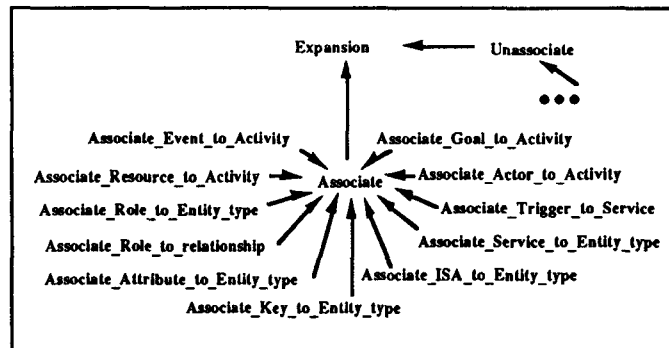 Expansion
Unassociate
Associate_Event_to_Activity
Associate_Goal_to_Activity
Associate_Resource_to_Activity
Associate
Associate_Actor_to_Activity
Associate_Role_to_Entity_type
Associate_Trigger_to_Service
Associate_Role_to_relationship
Associate_Service_to_Entity_type
Associate_Attribute_to_Entity_type
Associate_ISA_to_Entity_type
Associate_Key_to_Entity_type